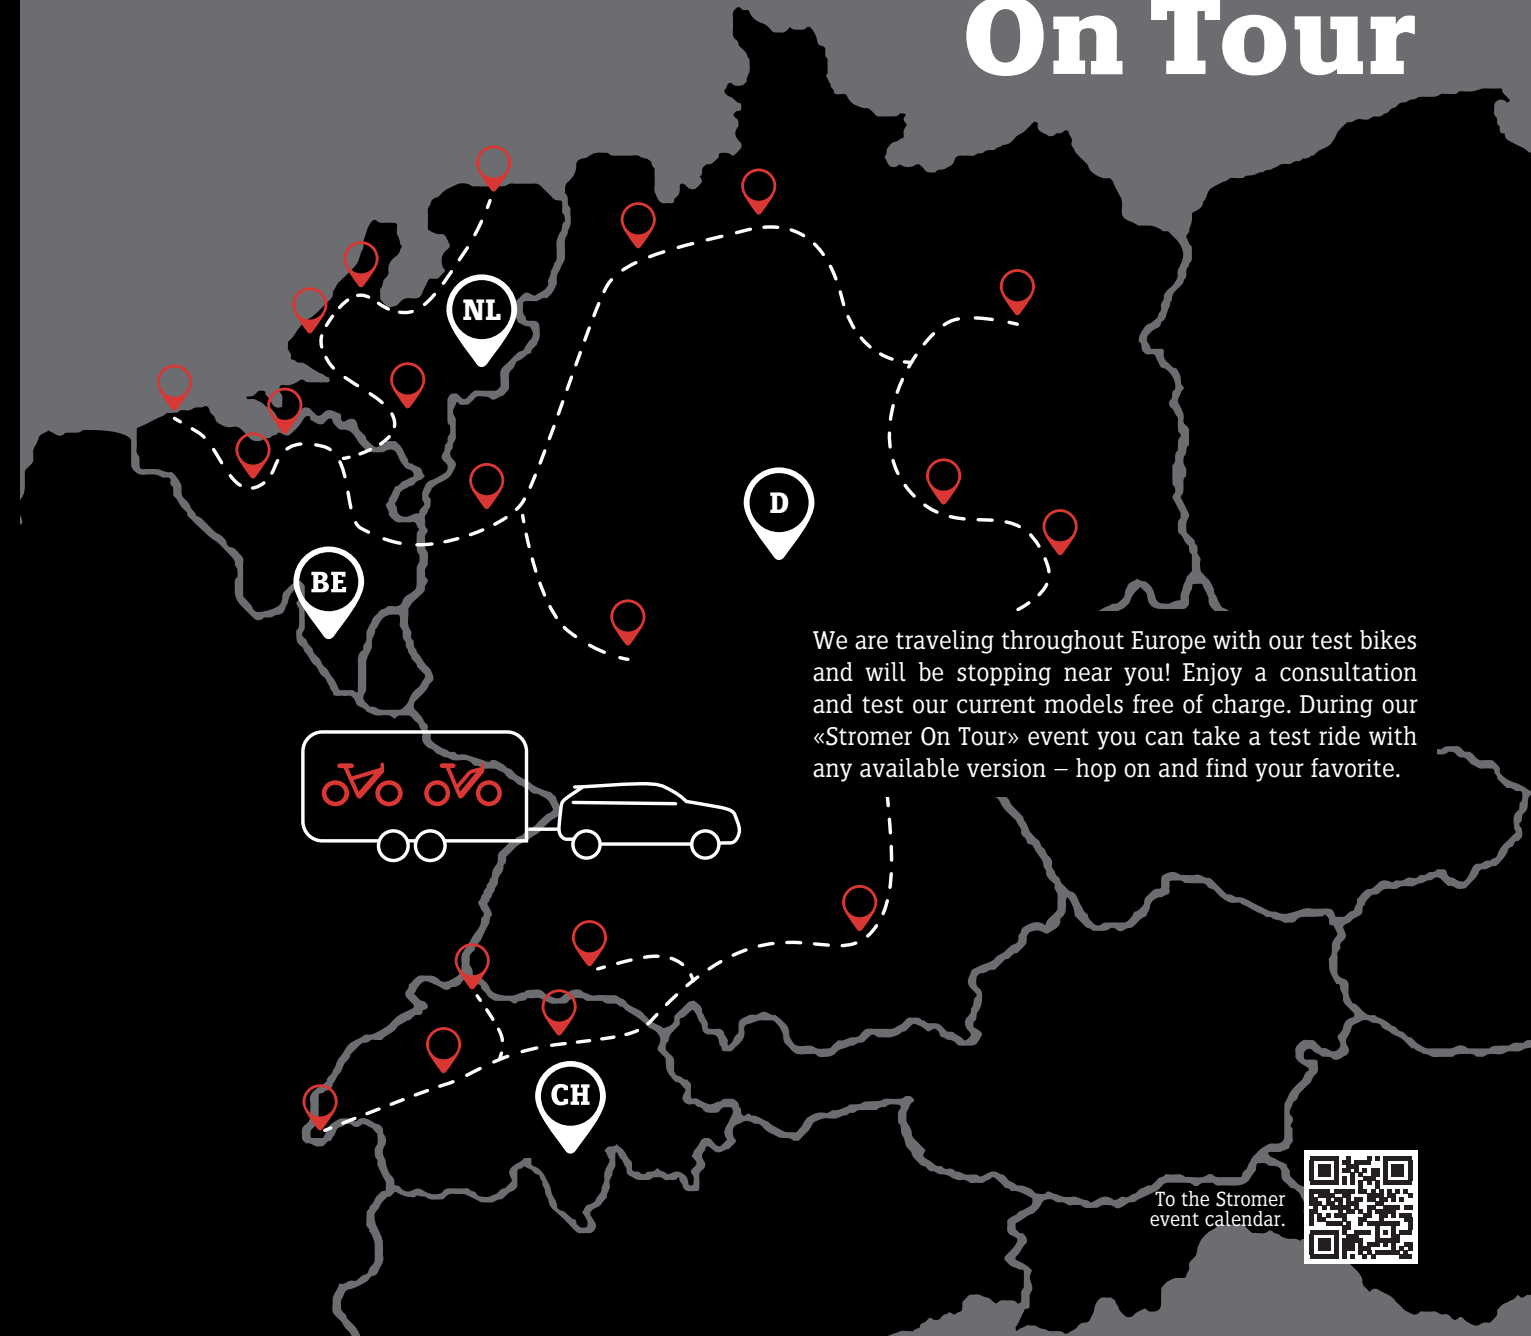 On Tour
NL
D
BE
We are traveling throughout Europe with our test bikes
and will be stopping near you! Enjoy a consultation
and test our current models free of charge. During our
«Stromer On Tour» event you can take a test ride with
any available version – hop on and find your favorite.
CH
To the Stromer
event calendar.